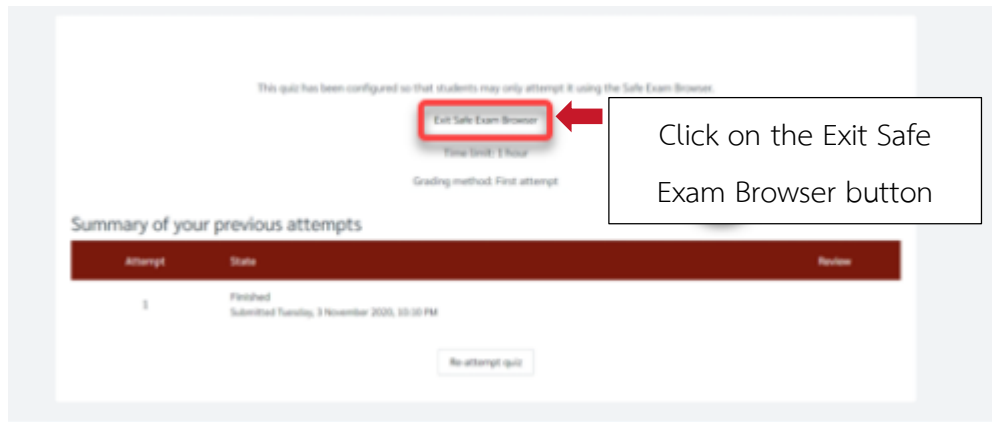 This quiz has been configured so that students may only attempt it using the Safe Exam Browser.
Exit Safe Exam Browser
Click on the Exit Safe
Exam Browser button
Time limit: 1 hour
Grading method: First attempt
Summary of your previous attempts
Attempt State Review
1 Finished
Submitted Tuesday, 3 November 2020, 10:10 PM
Re-attempt quiz